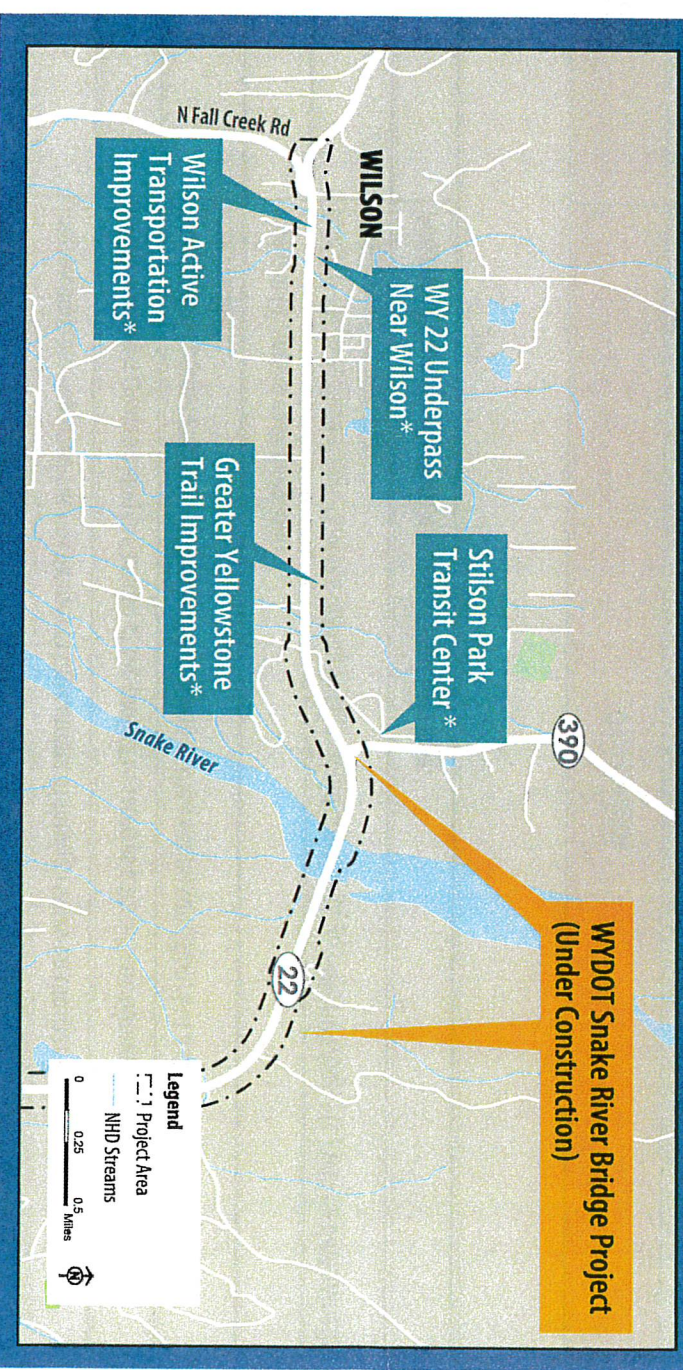 N Fall Creek Rd
WILSON
Wilson Active
Transportation
Improvements*
WY 22 Underpass
Near Wilson*
Greater Yellowstone
Trail Improvements*
Stilson Park
Transit Center *
390
Snake River
WYDOT Snake River Bridge Project
(Under Construction)
22
Legend
Project Area
NHD Streams
0
0.25
0.5
Miles
N